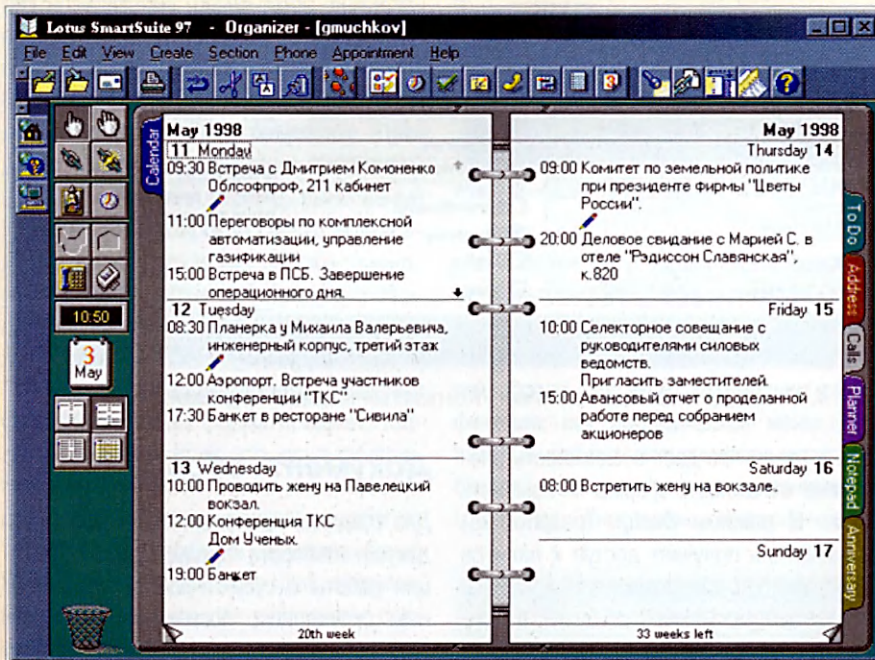 Lotus SmartSuite 97 - Organizer - [gmuchkov]
File Edit View Create Section Phone Appointment Help
Calendar
May 1998
11 Monday
09:30 Встреча с Дмитрием Комоненко
Облсофпроф, 211 кабинет
11:00 Переговоры по комплексной
автоматизации, управление
газификации
15:00 Встреча в ПСБ. Завершение
операционного дня.
12 Tuesday
08:30 Планерка у Михаила Валерьевича,
инженерный корпус, третий этаж
12:00 Аэропорт. Встреча участников
конференции "ТКС"
17:30 Банкет в ресторане "Сивила"
13 Wednesday
10:00 Проводить жену на Павелецкий
вокзал.
12:00 Конференция ТКС
Дом Ученых.
19:00 Банкет
20th week
May 1998
Thursday 14
09:00 Комитет по земельной политике
при президенте фирмы "Цветы
России".
20:00 Деловое свидание с Марией С. в
отеле "Рэдиссон Славянская",
к.820
Friday 15
10:00 Селекторное совещание с
руководителями силовых
ведомств.
Пригласить заместителей.
15:00 Авансовый отчет о проделанной
работе перед собранием
акционеров
Saturday 16
08:00 Встретить жену на вокзале.
Sunday 17
33 weeks left
To Do
Address
Calls
Planner
Notepad
Anniversary
10:50
3
May